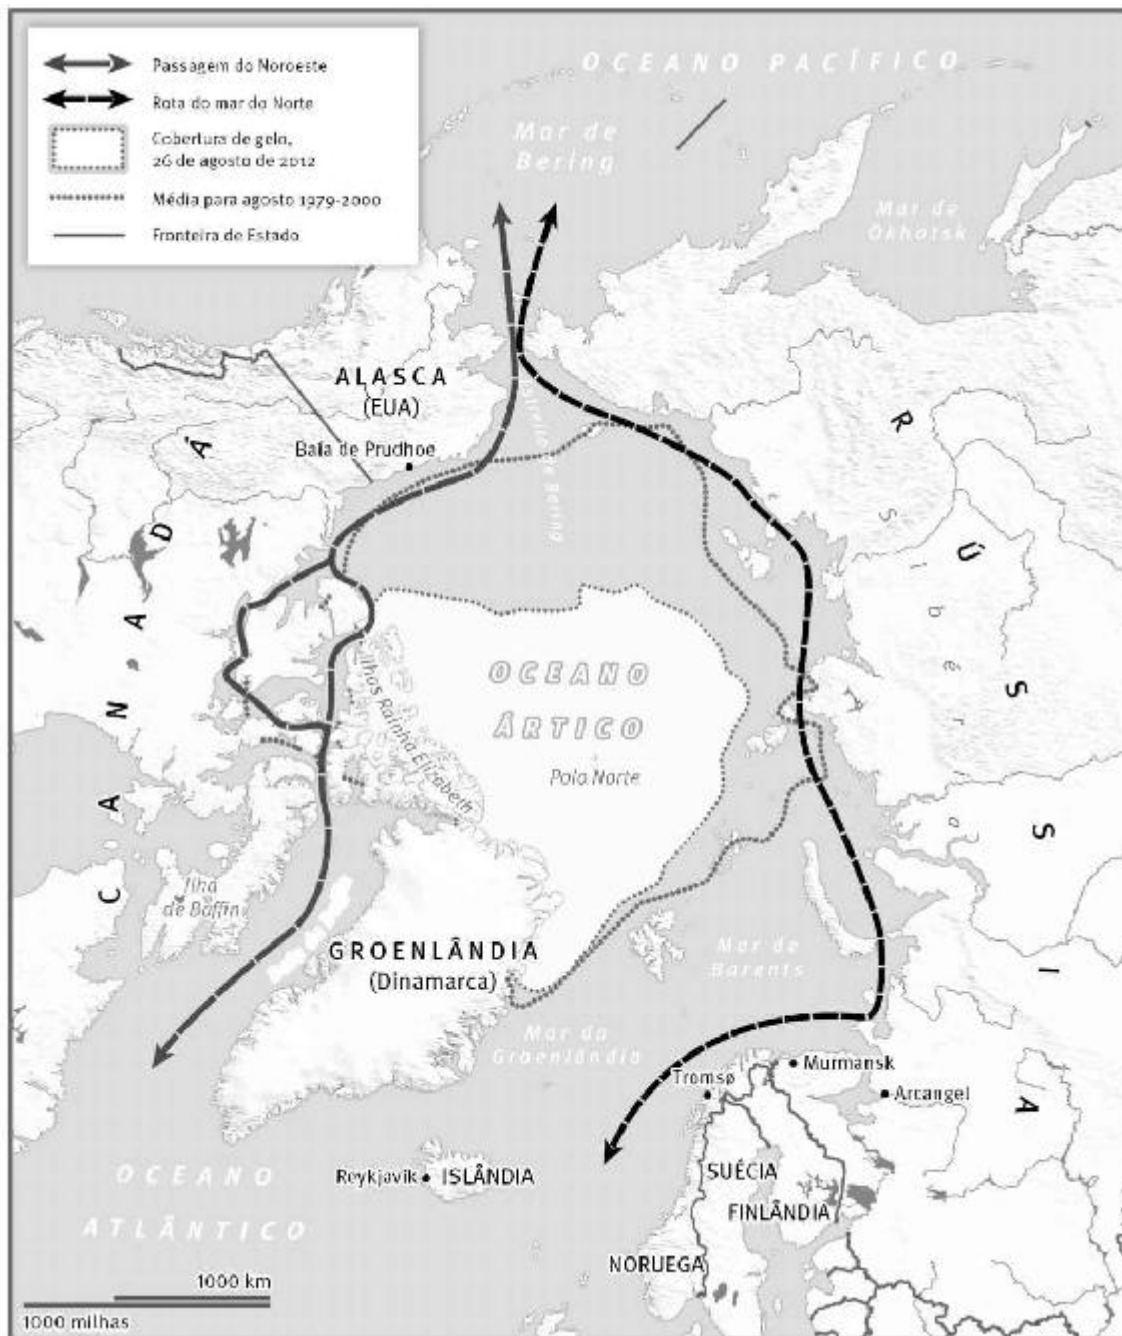 Passagem do Noroeste
Rota do mar do Norte
Cobertura de gelo,
26 de agosto de 2012
Média para agosto 1979-2000
Fronteira de Estado
OCEANO PACÍFICO
Mar de
Bering
Mar de
Okhotsk
ALASCA
(EUA)
Baía de Prudhoe
Estreito de Bering
CANADÁ
RÚSSIA
Sibéria
OCEANO
ÁRTICO
Polo Norte
Ilhas Rainha Elizabeth
Ilha
de Baffin
GROENLÂNDIA
(Dinamarca)
Mar de
Barents
Mar da
Groenlândia
Tromsø
Murmansk
Arcangel
OCEANO
ATLÂNTICO
Reykjavik
ISLÂNDIA
SUÉCIA
FINLÂNDIA
NORUEGA
1000 km
1000 milhas